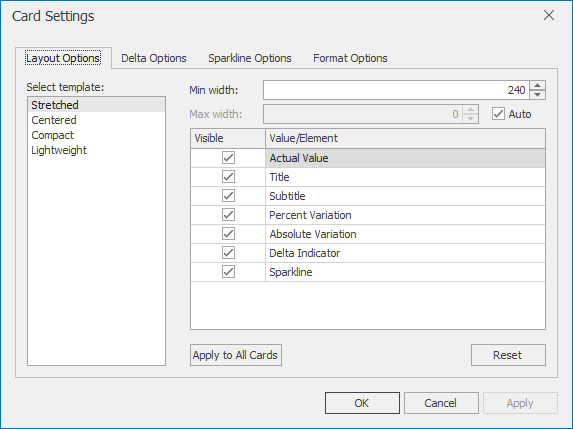 Card Settings
Layout Options Delta Options Sparkline Options Format Options
Select template:
Stretched
Centered
Compact
Lightweight
Min width: 240
Max width: 0 Auto
Visible Value/Element
Actual Value
Title
Subtitle
Percent Variation
Absolute Variation
Delta Indicator
Sparkline
Apply to All Cards Reset
OK Cancel Apply